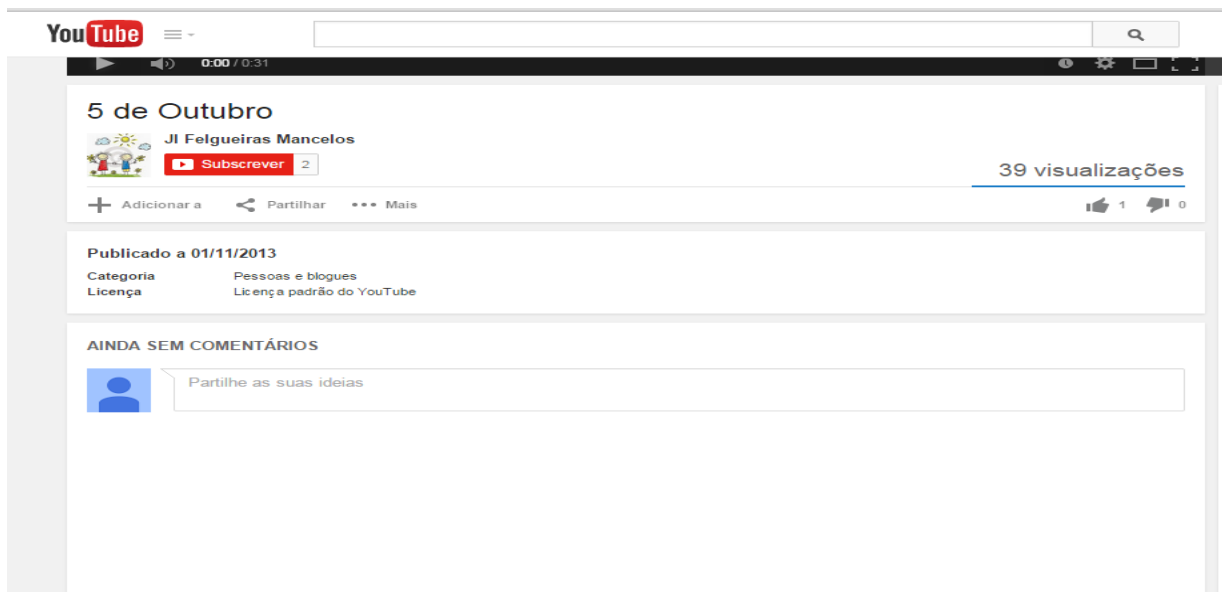 YouTube
0:00 / 0:31
5 de Outubro
JI Felgueiras Mancelos
Subscrever 2
39 visualizações
Adicionar a Partilhar Mais
1 0
Publicado a 01/11/2013
Categoria Pessoas e blogues
Licença Licença padrão do YouTube
AINDA SEM COMENTÁRIOS
Partilhe as suas ideias